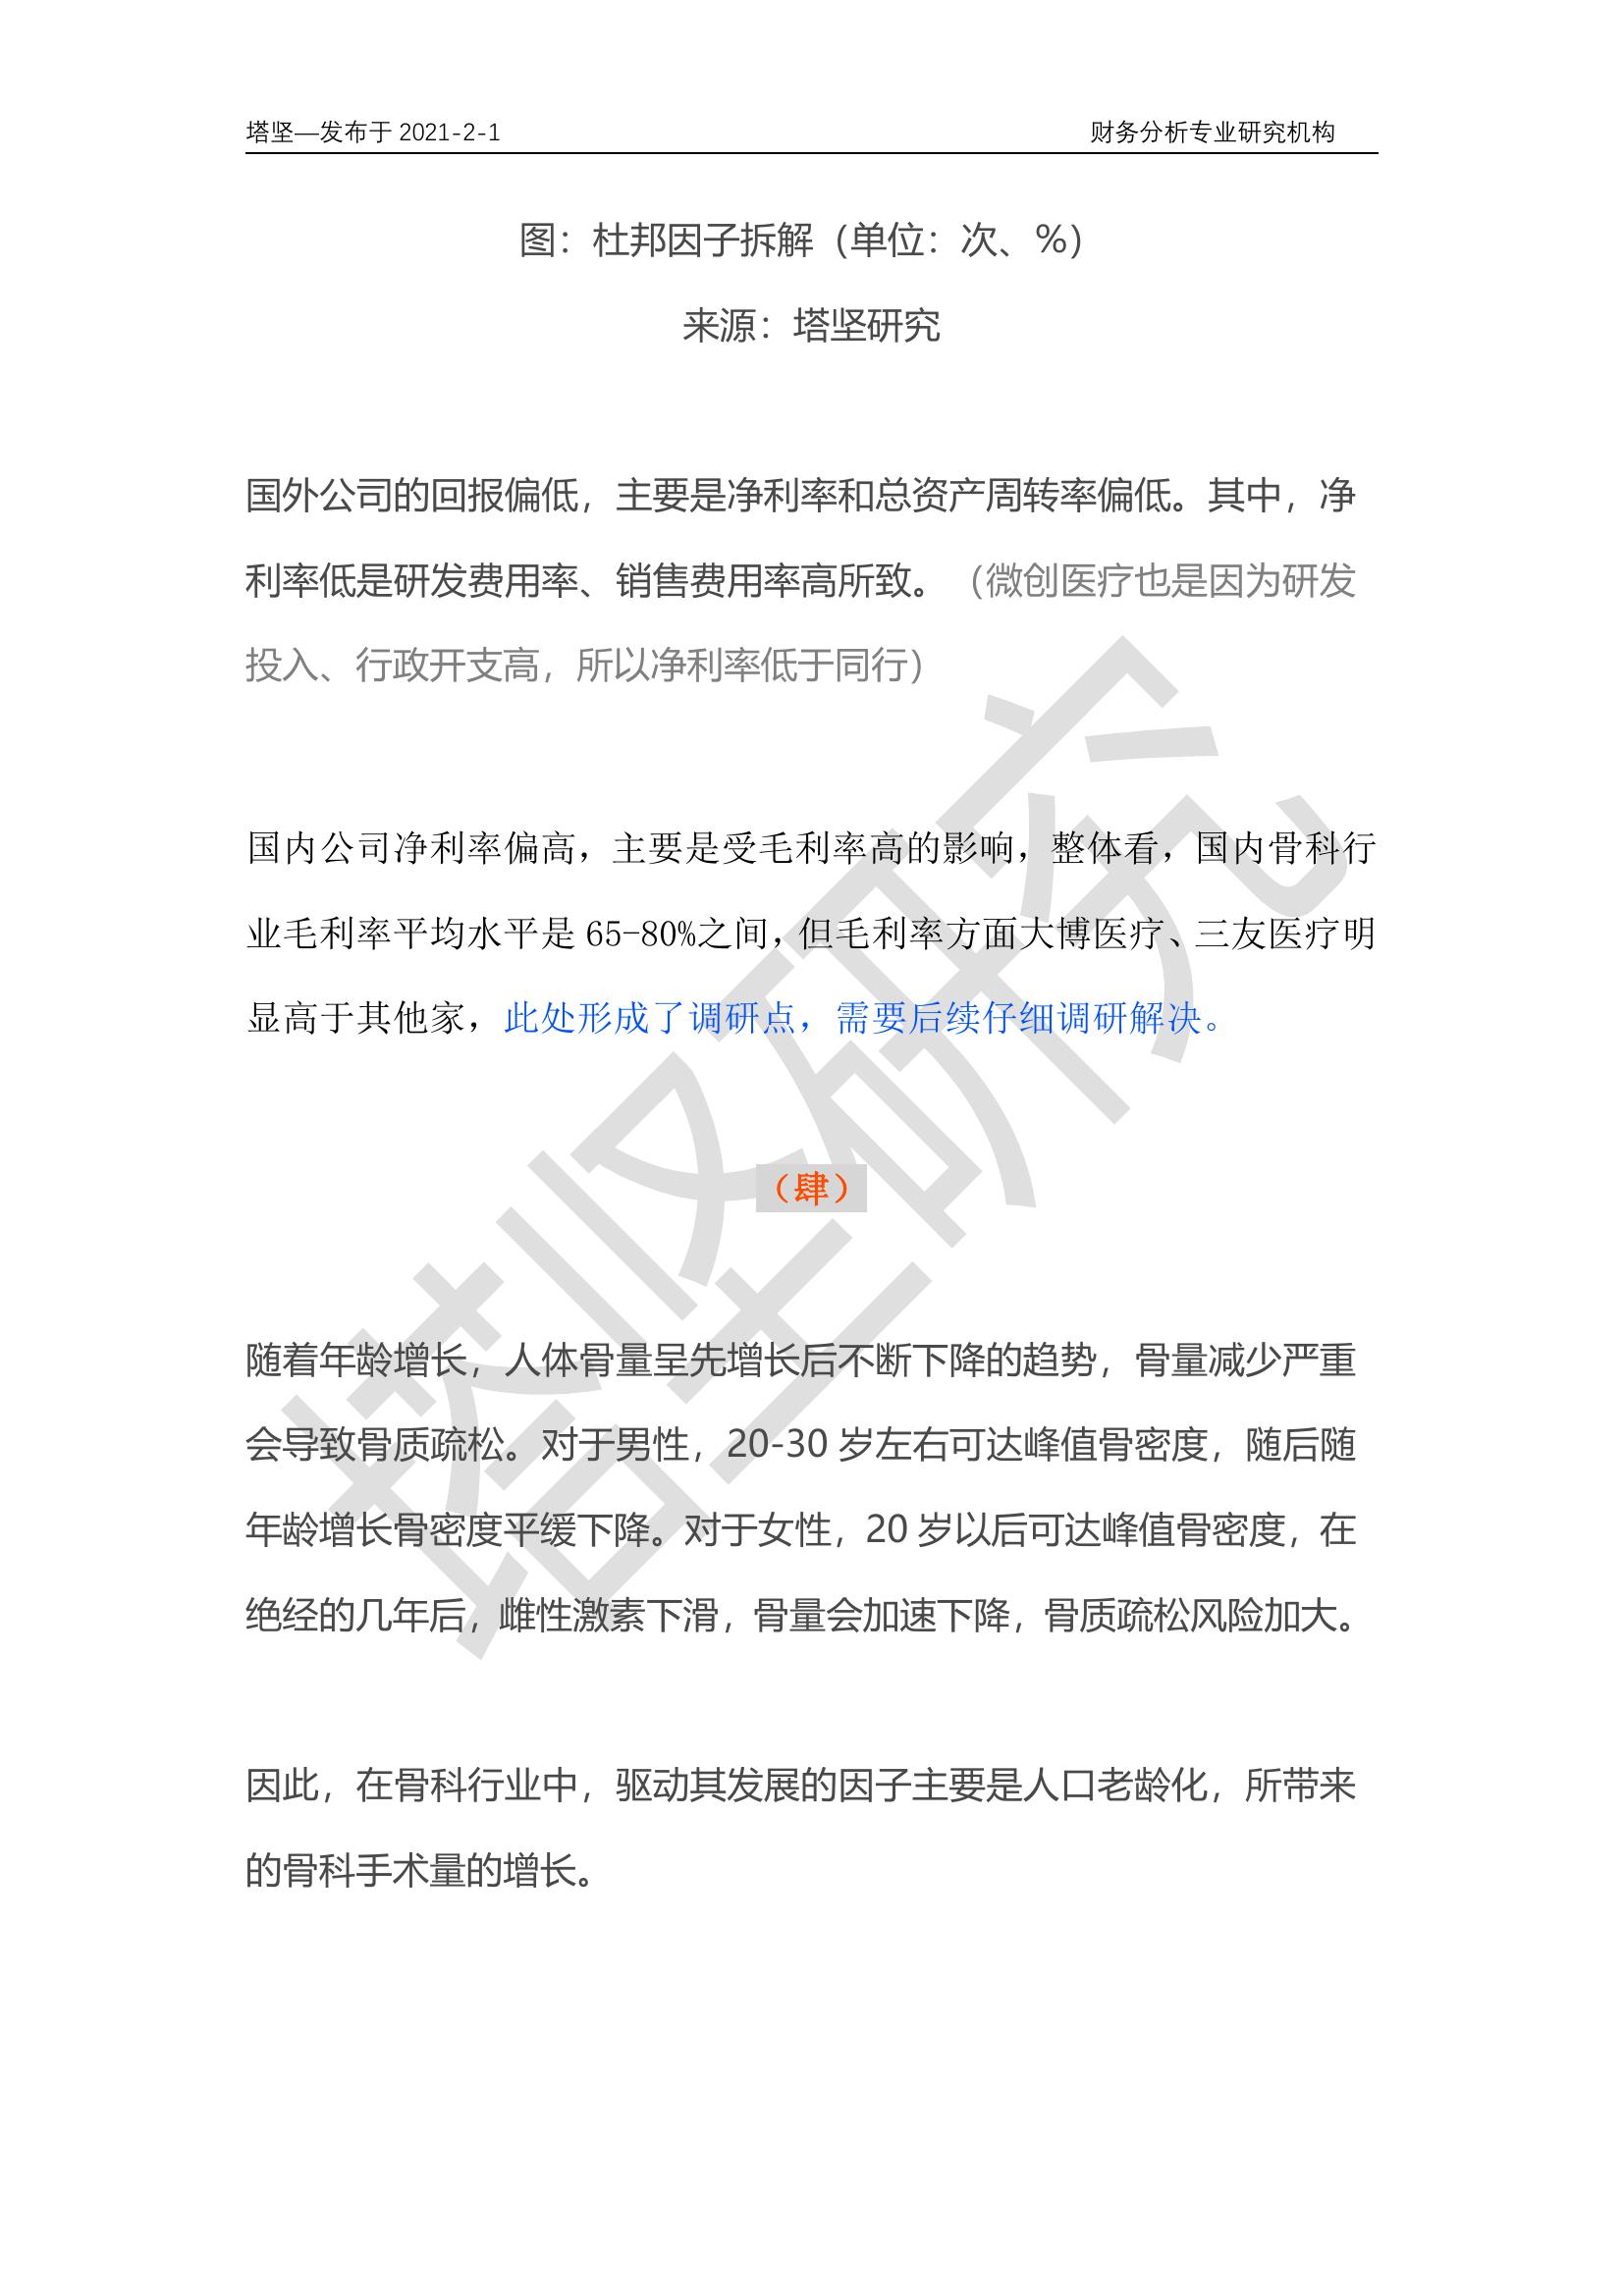 塔坚—发布于 2021-2-1 财务分析专业研究机构
图：杜邦因子拆解（单位：次、%）
来源：塔坚研究
国外公司的回报偏低，主要是净利率和总资产周转率偏低。其中，净
利率低是研发费用率、销售费用率高所致。（微创医疗也是因为研发
投入、行政开支高，所以净利率低于同行）
国内公司净利率偏高，主要是受毛利率高的影响，整体看，国内骨科行
业毛利率平均水平是 65-80%之间，但毛利率方面大博医疗、三友医疗明
显高于其他家，此处形成了调研点，需要后续仔细调研解决。
（肆）
随着年龄增长，人体骨量呈先增长后不断下降的趋势，骨量减少严重
会导致骨质疏松。对于男性，20-30 岁左右可达峰值骨密度，随后随
年龄增长骨密度平缓下降。对于女性，20 岁以后可达峰值骨密度，在
绝经的几年后，雌性激素下滑，骨量会加速下降，骨质疏松风险加大。
因此，在骨科行业中，驱动其发展的因子主要是人口老龄化，所带来
的骨科手术量的增长。
塔坚研究